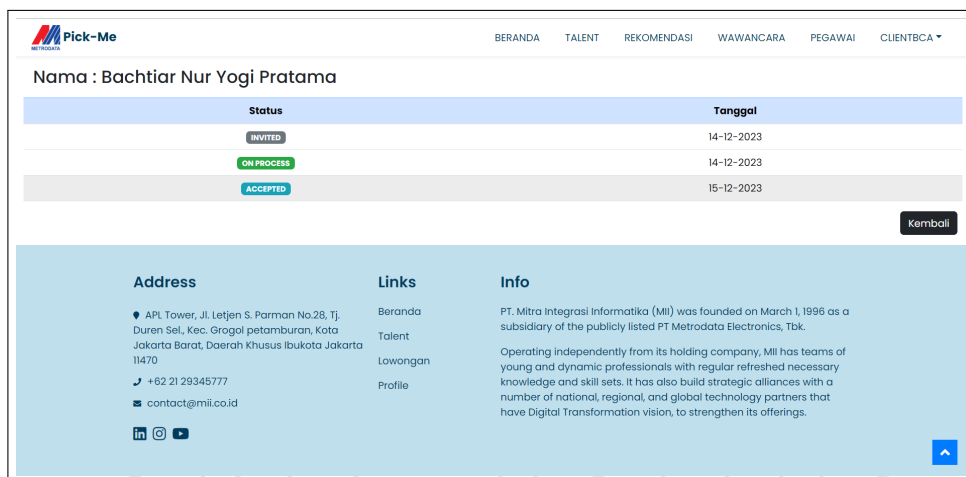 METRODATA
Pick-Me
BERANDA TALENT REKOMENDASI WAWANCARA PEGAWAI CLIENTBCA
Nama : Bachtiar Nur Yogi Pratama
Status Tanggal
INVITED 14-12-2023
ON PROCESS 14-12-2023
ACCEPTED 15-12-2023
Kembali
Address
APL Tower, Jl. Letjen S. Parman No.28, Tj.
Duren Sel., Kec. Grogol petamburan, Kota
Jakarta Barat, Daerah Khusus Ibukota Jakarta
11470
+62 21 29345777
contact@mii.co.id
in
Links
Beranda
Talent
Lowongan
Profile
Info
PT. Mitra Integrasi Informatika (MII) was founded on March 1, 1996 as a
subsidiary of the publicly listed PT Metrodata Electronics, Tbk.
Operating independently from its holding company, MII has teams of
young and dynamic professionals with regular refreshed necessary
knowledge and skill sets. It has also build strategic alliances with a
number of national, regional, and global technology partners that
have Digital Transformation vision, to strengthen its offerings.